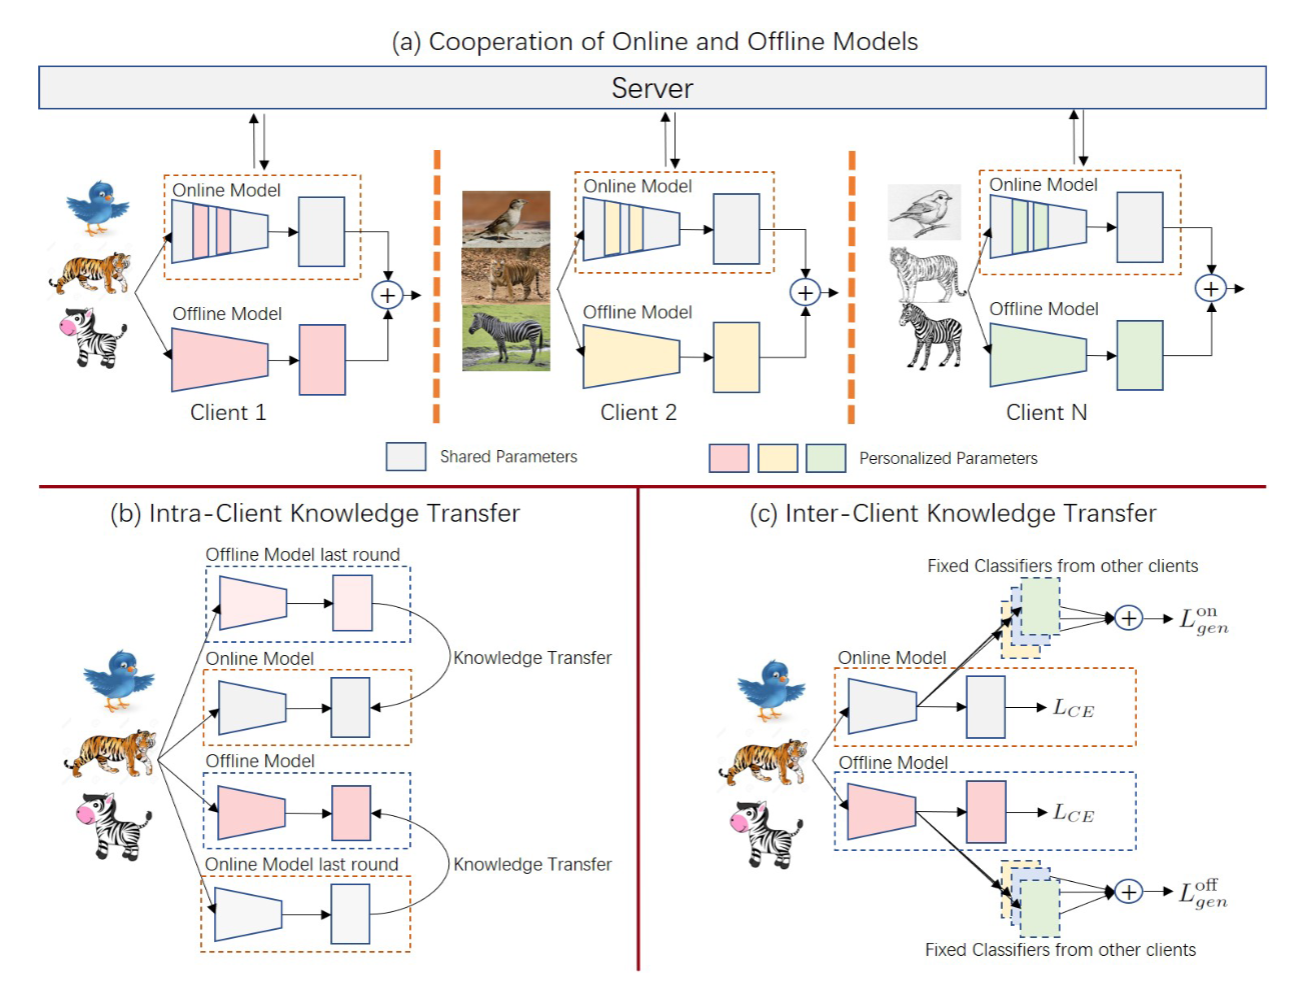 (a) Cooperation of Online and Offline Models
Server
Online Model
Offline Model
Client 1
Online Model
Offline Model
Client 2
Online Model
Offline Model
Client N
Shared Parameters
Personalized Parameters
(b) Intra-Client Knowledge Transfer
Offline Model last round
Online Model
Knowledge Transfer
Offline Model
Online Model last round
Knowledge Transfer
(c) Inter-Client Knowledge Transfer
Fixed Classifiers from other clients
L_{gen}^{on}
Online Model
L_{CE}
Offline Model
L_{CE}
L_{gen}^{off}
Fixed Classifiers from other clients